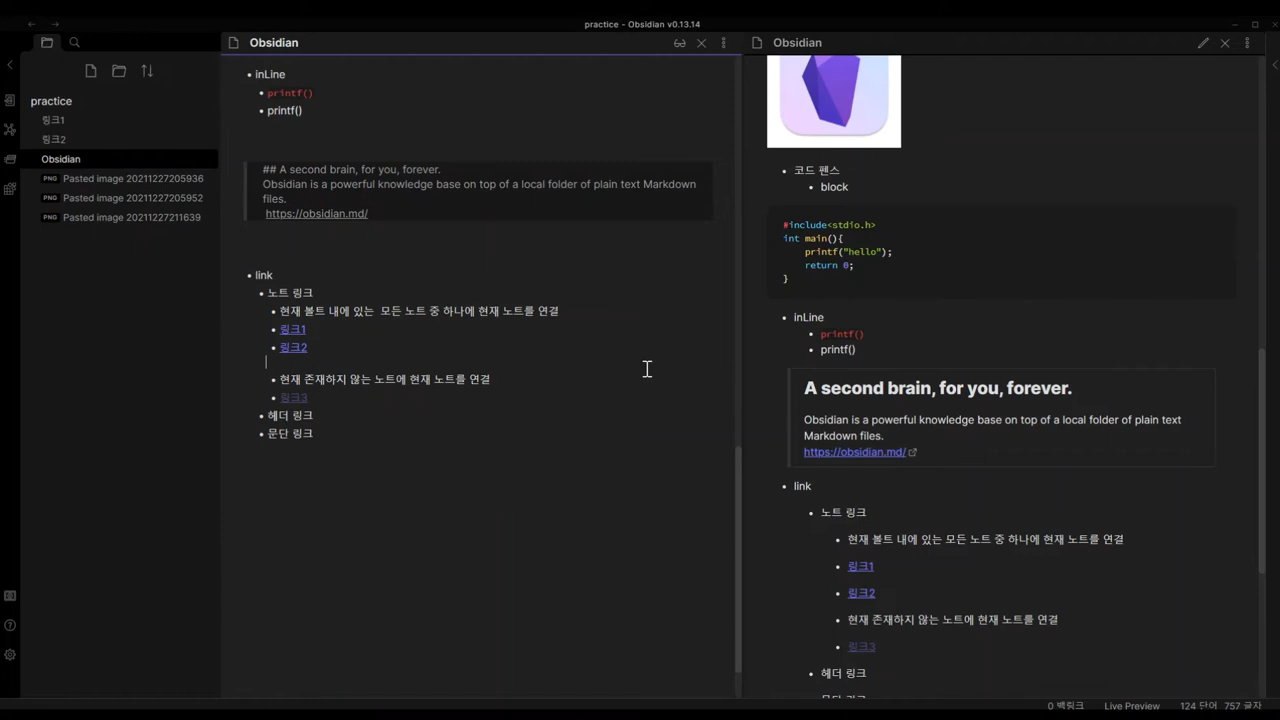 practice - Obsidian v0.13.14
practice
링크1
링크2
Obsidian
PNG Pasted image 20211227205936
PNG Pasted image 20211227205952
PNG Pasted image 20211227211639
Obsidian
inLine
printf()
printf()
## A second brain, for you, forever.
Obsidian is a powerful knowledge base on top of a local folder of plain text Markdown
files.
https://obsidian.md/
link
노트 링크
현재 볼트 내에 있는 모든 노트 중 하나에 현재 노트를 연결
링크1
링크2
현재 존재하지 않는 노트에 현재 노트를 연결
링크3
헤더 링크
문단 링크
Obsidian
코드 펜스
block
#include<stdio.h>
int main(){
printf("hello");
return 0;
}
inLine
printf()
printf()
A second brain, for you, forever.
Obsidian is a powerful knowledge base on top of a local folder of plain text
Markdown files.
https://obsidian.md/
link
노트 링크
현재 볼트 내에 있는 모든 노트 중 하나에 현재 노트를 연결
링크1
링크2
현재 존재하지 않는 노트에 현재 노트를 연결
링크3
헤더 링크
0 백링크 Live Preview 124 단어 757 글자